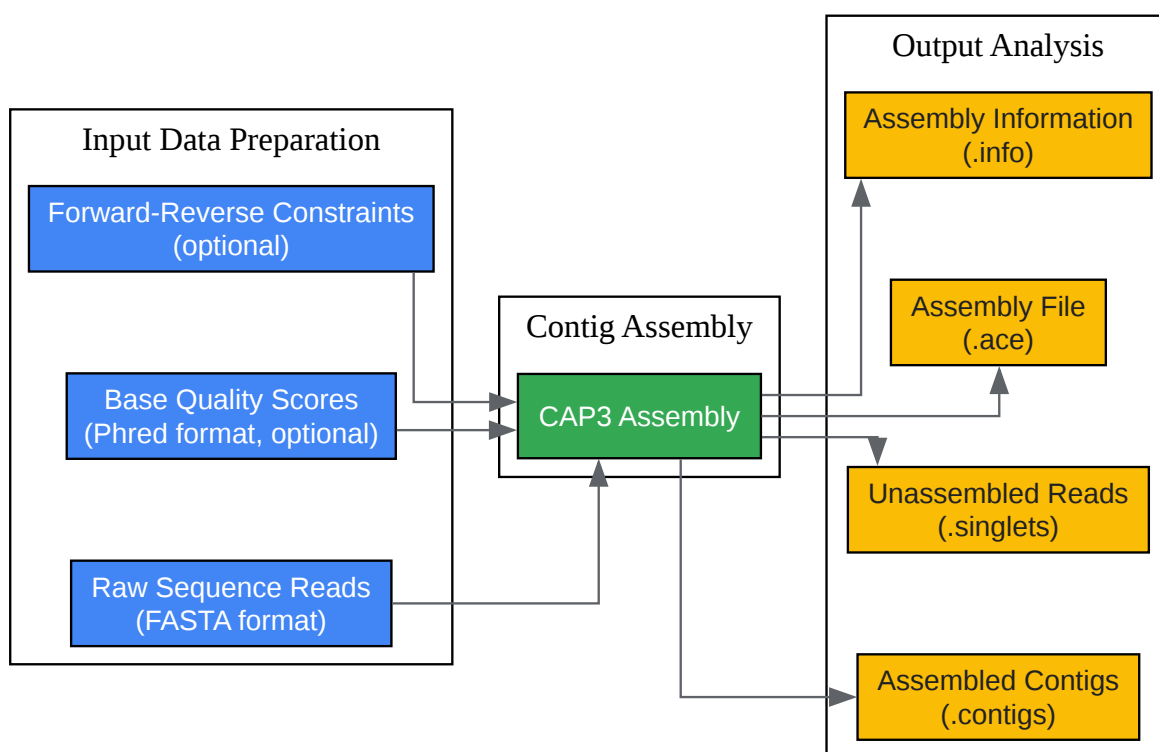 Input Data Preparation
Forward-Reverse Constraints
(optional)
Base Quality Scores
(Phred format, optional)
Raw Sequence Reads
(FASTA format)
Contig Assembly
CAP3 Assembly
Output Analysis
Assembly Information
(.info)
Assembly File
(.ace)
Unassembled Reads
(.singlets)
Assembled Contigs
(.contigs)